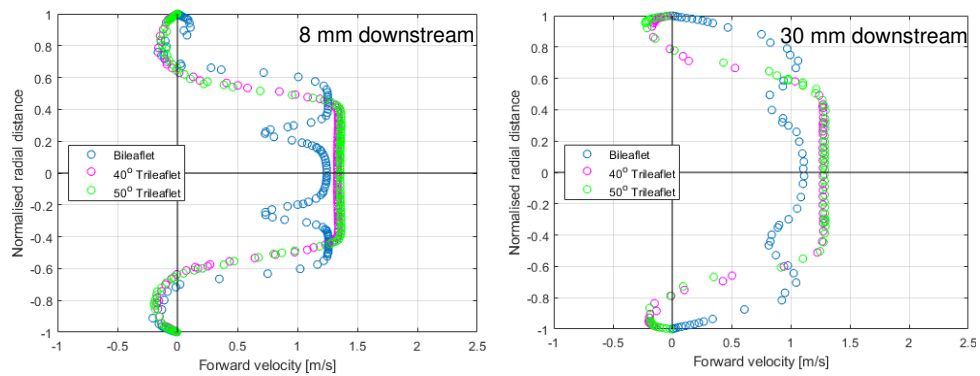 8 mm downstream
Normalised radial distance
1
0.8
0.6
0.4
0.2
0
-0.2
-0.4
-0.6
-0.8
-1
Bileaflet
40° Trileaflet
50° Trileaflet
-1 -0.5 0 0.5 1 1.5 2 2.5
Forward velocity [m/s]
30 mm downstream
Normalised radial distance
1
0.8
0.6
0.4
0.2
0
-0.2
-0.4
-0.6
-0.8
-1
Bileaflet
40° Trileaflet
50° Trileaflet
-1 -0.5 0 0.5 1 1.5 2 2.5
Forward velocity [m/s]